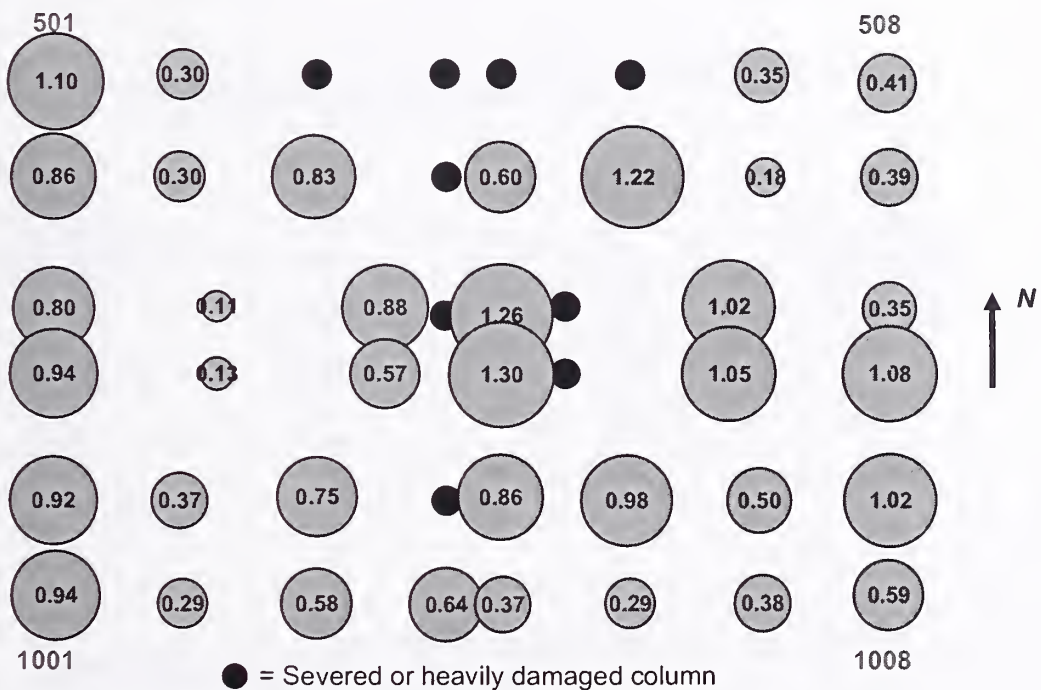 501 508
1.10 0.30 0.35 0.41
0.86 0.30 0.83 0.60 1.22 0.18 0.39
0.80 0.11 0.88 1.26 1.02 0.35
N
0.94 0.13 0.57 1.30 1.05 1.08
0.92 0.37 0.75 0.86 0.98 0.50 1.02
0.94 0.29 0.58 0.64 0.37 0.29 0.38 0.59
1001 1008
= Severed or heavily damaged column